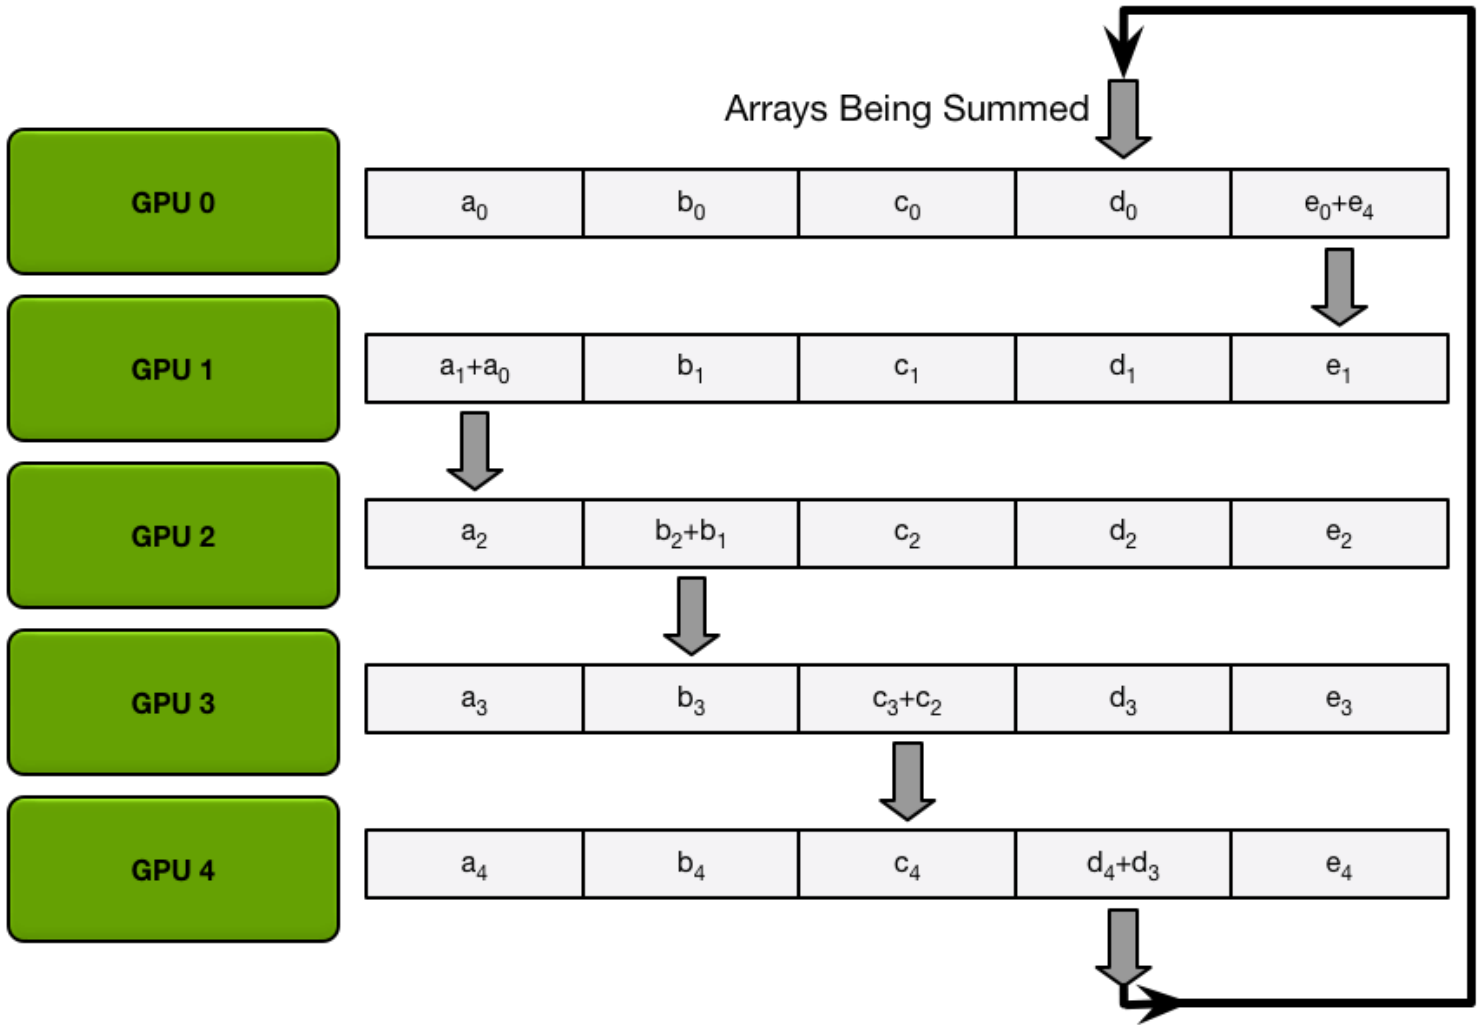 Arrays Being Summed
GPU 0 a₀ b₀ c₀ d₀ e₀+e₄
GPU 1 a₁+a₀ b₁ c₁ d₁ e₁
GPU 2 a₂ b₂+b₁ c₂ d₂ e₂
GPU 3 a₃ b₃ c₃+c₂ d₃ e₃
GPU 4 a₄ b₄ c₄ d₄+d₃ e₄